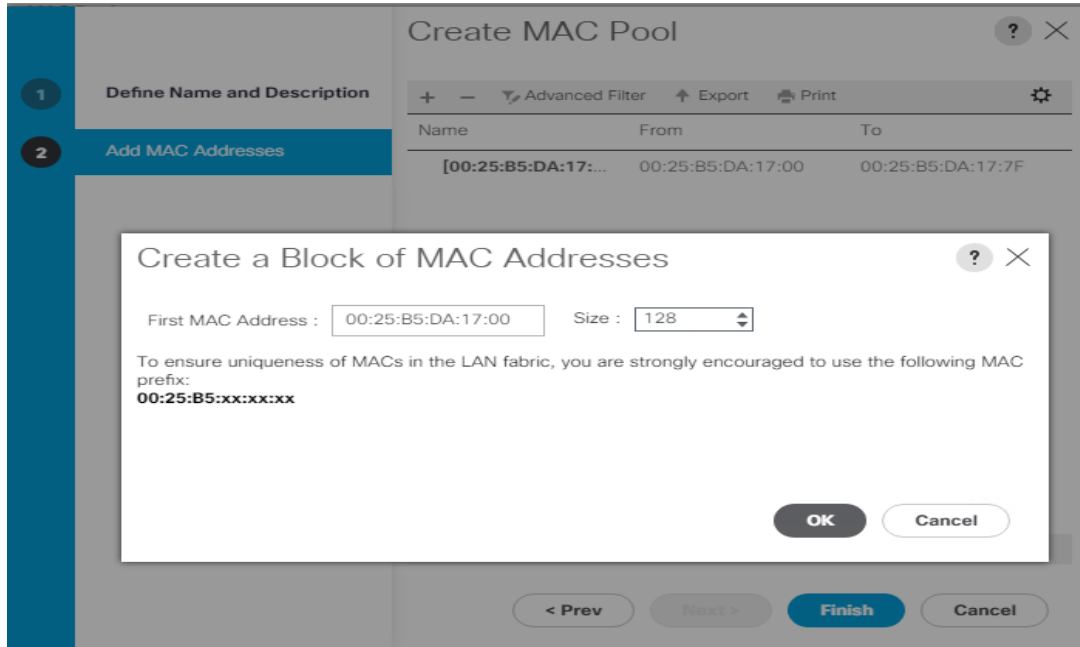 Create MAC Pool
?
1
Define Name and Description
+ − Advanced Filter Export Print
Name From To
2
Add MAC Addresses
[00:25:B5:DA:17:... 00:25:B5:DA:17:00 00:25:B5:DA:17:7F
Create a Block of MAC Addresses
?
First MAC Address : 00:25:B5:DA:17:00 Size : 128
To ensure uniqueness of MACs in the LAN fabric, you are strongly encouraged to use the following MAC
prefix:
00:25:B5:xx:xx:xx
OK Cancel
< Prev Next > Finish Cancel